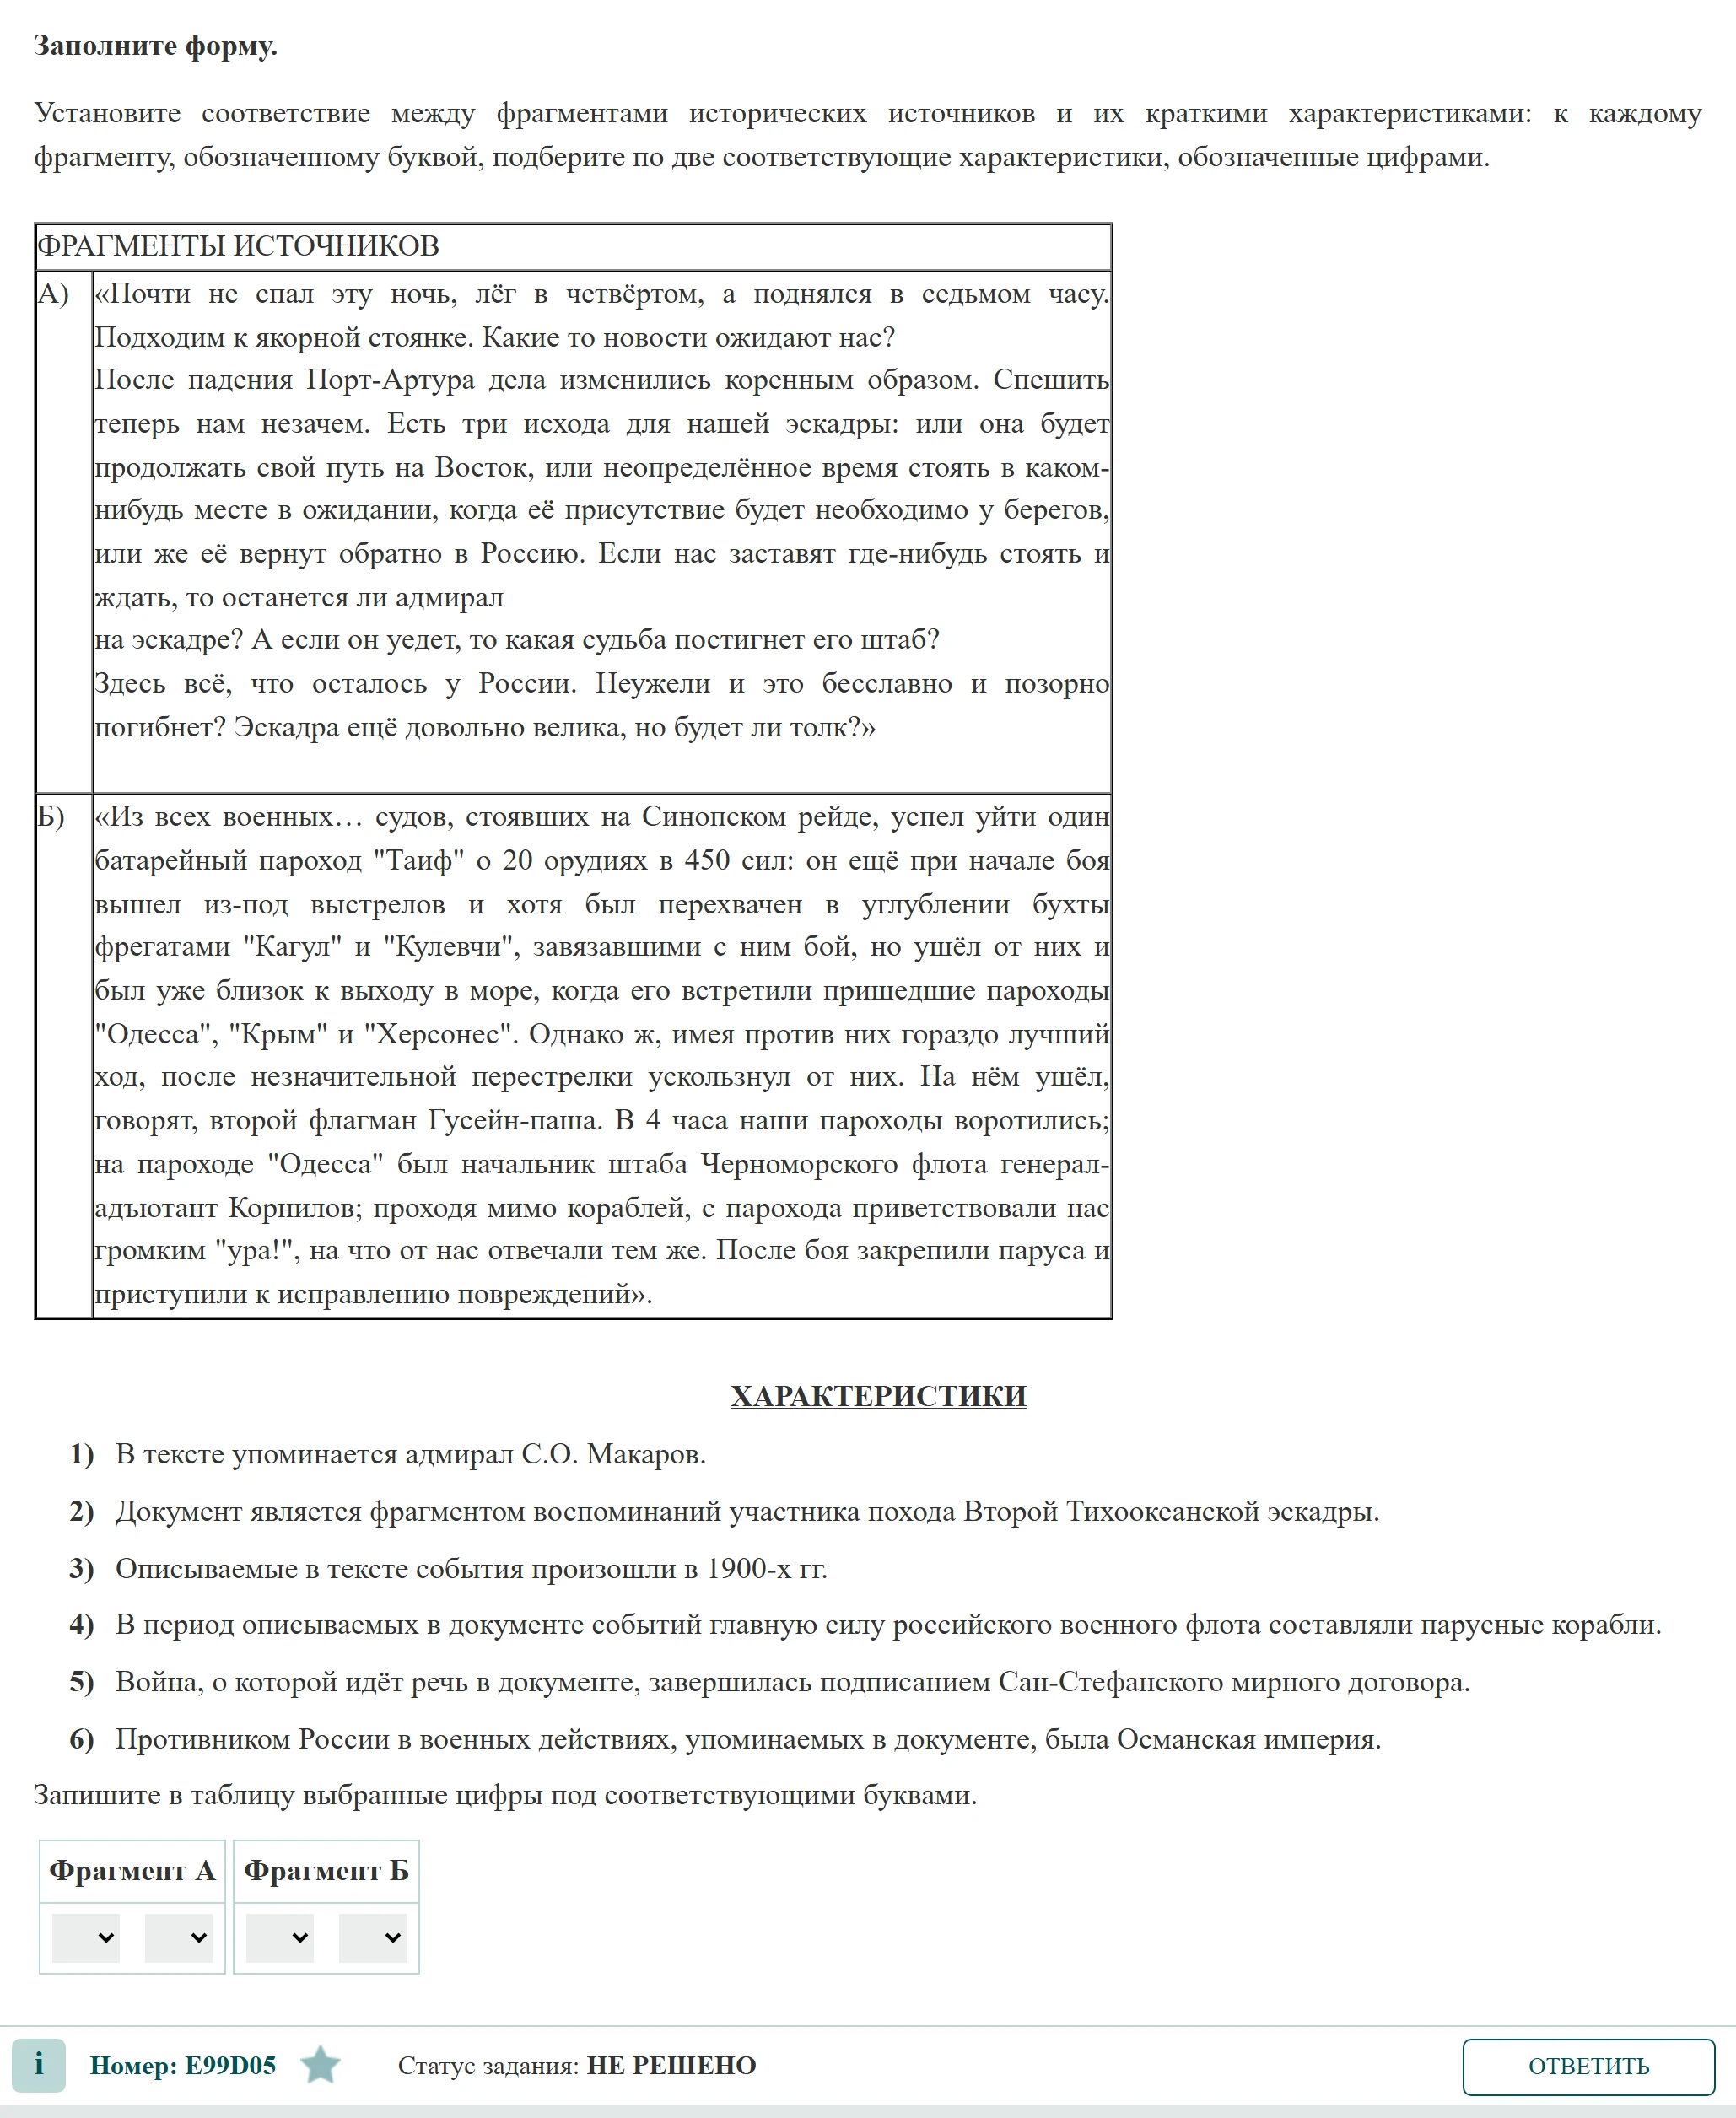 Заполните форму.
Установите соответствие между фрагментами исторических источников и их краткими характеристиками: к каждому
фрагменту, обозначенному буквой, подберите по две соответствующие характеристики, обозначенные цифрами.
ФРАГМЕНТЫ ИСТОЧНИКОВ
А) «Почти не спал эту ночь, лёг в четвёртом, а поднялся в седьмом часу.
Подходим к якорной стоянке. Какие то новости ожидают нас?
После падения Порт-Артура дела изменились коренным образом. Спешить
теперь нам незачем. Есть три исхода для нашей эскадры: или она будет
продолжать свой путь на Восток, или неопределённое время стоять в каком-
нибудь месте в ожидании, когда её присутствие будет необходимо у берегов,
или же её вернут обратно в Россию. Если нас заставят где-нибудь стоять и
ждать, то останется ли адмирал
на эскадре? А если он уедет, то какая судьба постигнет его штаб?
Здесь всё, что осталось у России. Неужели и это бесславно и позорно
погибнет? Эскадра ещё довольно велика, но будет ли толк?»
Б) «Из всех военных… судов, стоявших на Синопском рейде, успел уйти один
батарейный пароход "Таиф" о 20 орудиях в 450 сил: он ещё при начале боя
вышел из-под выстрелов и хотя был перехвачен в углублении бухты
фрегатами "Кагул" и "Кулевчи", завязавшими с ним бой, но ушёл от них и
был уже близок к выходу в море, когда его встретили пришедшие пароходы
"Одесса", "Крым" и "Херсонес". Однако ж, имея против них гораздо лучший
ход, после незначительной перестрелки ускользнул от них. На нём ушёл,
говорят, второй флагман Гусейн-паша. В 4 часа наши пароходы воротились;
на пароходе "Одесса" был начальник штаба Черноморского флота генерал-
адъютант Корнилов; проходя мимо кораблей, с парохода приветствовали нас
громким "ура!", на что от нас отвечали тем же. После боя закрепили паруса и
приступили к исправлению повреждений».
ХАРАКТЕРИСТИКИ
1) В тексте упоминается адмирал С.О. Макаров.
2) Документ является фрагментом воспоминаний участника похода Второй Тихоокеанской эскадры.
3) Описываемые в тексте события произошли в 1900-х гг.
4) В период описываемых в документе событий главную силу российского военного флота составляли парусные корабли.
5) Война, о которой идёт речь в документе, завершилась подписанием Сан-Стефанского мирного договора.
6) Противником России в военных действиях, упоминаемых в документе, была Османская империя.
Запишите в таблицу выбранные цифры под соответствующими буквами.
Фрагмент А Фрагмент Б
i Номер: E99D05 Статус задания: НЕ РЕШЕНО ОТВЕТИТЬ